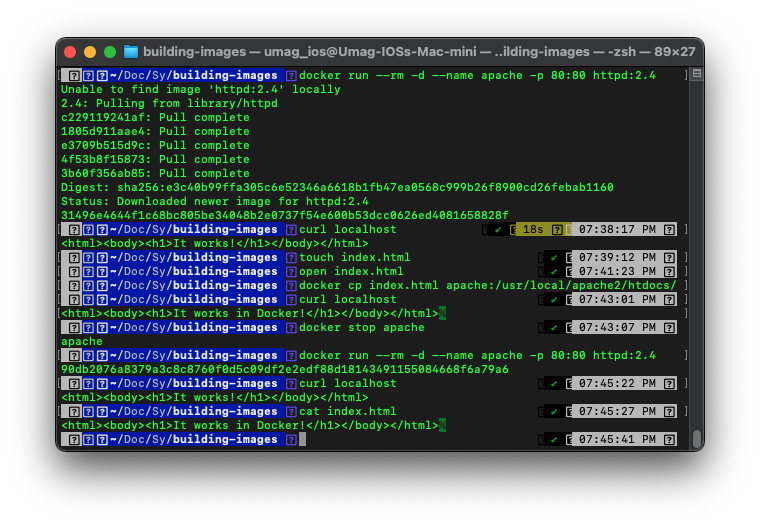 building-images — umag_ios@Umag-IOSs-Mac-mini — ..ilding-images — -zsh — 89×27
~/Doc/Sy/building-images docker run --rm -d --name apache -p 80:80 httpd:2.4
Unable to find image 'httpd:2.4' locally
2.4: Pulling from library/httpd
c229119241af: Pull complete
1805d911aae4: Pull complete
e3709b515d9c: Pull complete
4f53b8f15873: Pull complete
3b60f356ab85: Pull complete
Digest: sha256:e3c40b99ffa305c6e52346a6618b1fb47ea0568c999b26f8900cd26febab1160
Status: Downloaded newer image for httpd:2.4
31496e4644f1c68bc805be34048b2e0737f54e600b53dcc0626ed4081658828f
~/Doc/Sy/building-images curl localhost ✔ 18s 07:38:17 PM
<html><body><h1>It works!</h1></body></html>
~/Doc/Sy/building-images touch index.html ✔ 07:39:12 PM
~/Doc/Sy/building-images open index.html ✔ 07:41:23 PM
~/Doc/Sy/building-images docker cp index.html apache:/usr/local/apache2/htdocs/
~/Doc/Sy/building-images curl localhost ✔ 07:43:01 PM
<html><body><h1>It works in Docker!</h1></body></html>%
~/Doc/Sy/building-images docker stop apache ✔ 07:43:07 PM
apache
~/Doc/Sy/building-images docker run --rm -d --name apache -p 80:80 httpd:2.4
90db2076a8379a3c8c8760f0d5c09df2e2edf88d18143491155084668f6a79a6
~/Doc/Sy/building-images curl localhost ✔ 07:45:22 PM
<html><body><h1>It works!</h1></body></html>
~/Doc/Sy/building-images cat index.html ✔ 07:45:27 PM
<html><body><h1>It works in Docker!</h1></body></html>%
~/Doc/Sy/building-images ✔ 07:45:41 PM